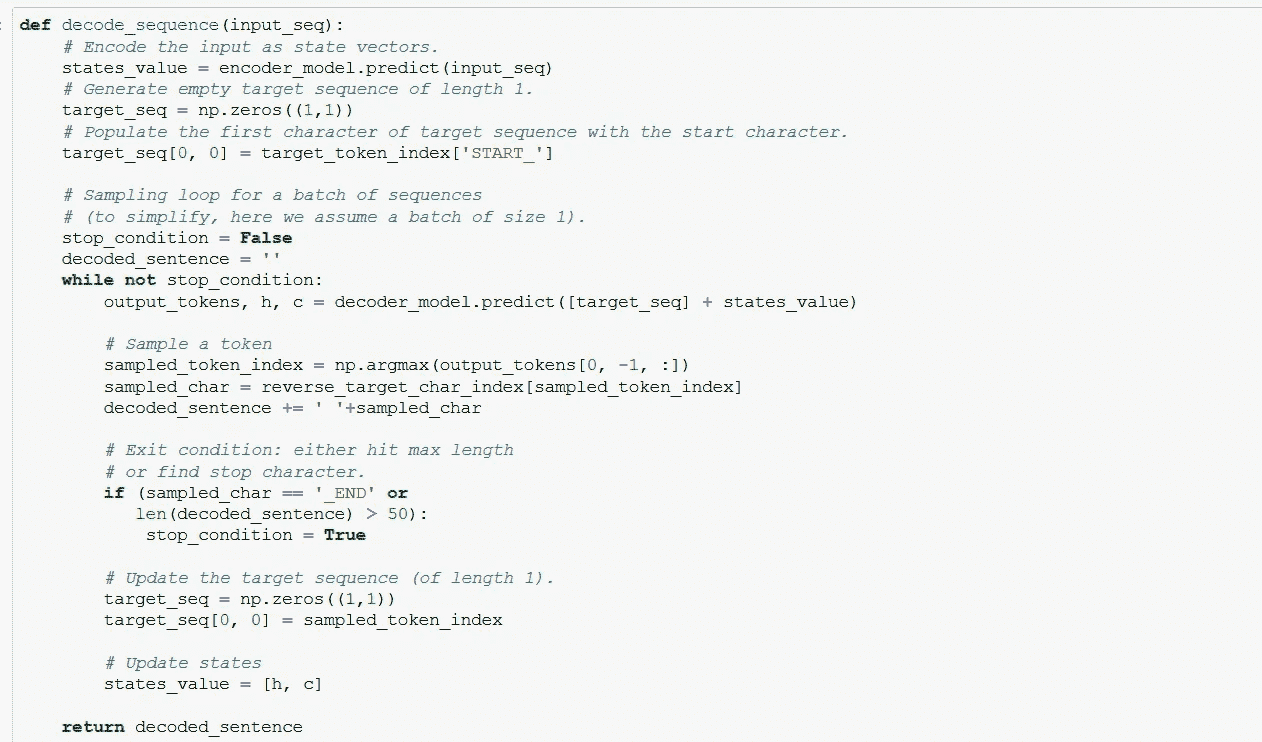 def decode_sequence(input_seq):
    # Encode the input as state vectors.
    states_value = encoder_model.predict(input_seq)
    # Generate empty target sequence of length 1.
    target_seq = np.zeros((1,1))
    # Populate the first character of target sequence with the start character.
    target_seq[0, 0] = target_token_index['START_']

    # Sampling loop for a batch of sequences
    # (to simplify, here we assume a batch of size 1).
    stop_condition = False
    decoded_sentence = ''
    while not stop_condition:
        output_tokens, h, c = decoder_model.predict([target_seq] + states_value)

        # Sample a token
        sampled_token_index = np.argmax(output_tokens[0, -1, :])
        sampled_char = reverse_target_char_index[sampled_token_index]
        decoded_sentence += ' '+sampled_char

        # Exit condition: either hit max length
        # or find stop character.
        if (sampled_char == '_END' or
           len(decoded_sentence) > 50):
            stop_condition = True

        # Update the target sequence (of length 1).
        target_seq = np.zeros((1,1))
        target_seq[0, 0] = sampled_token_index

        # Update states
        states_value = [h, c]

    return decoded_sentence